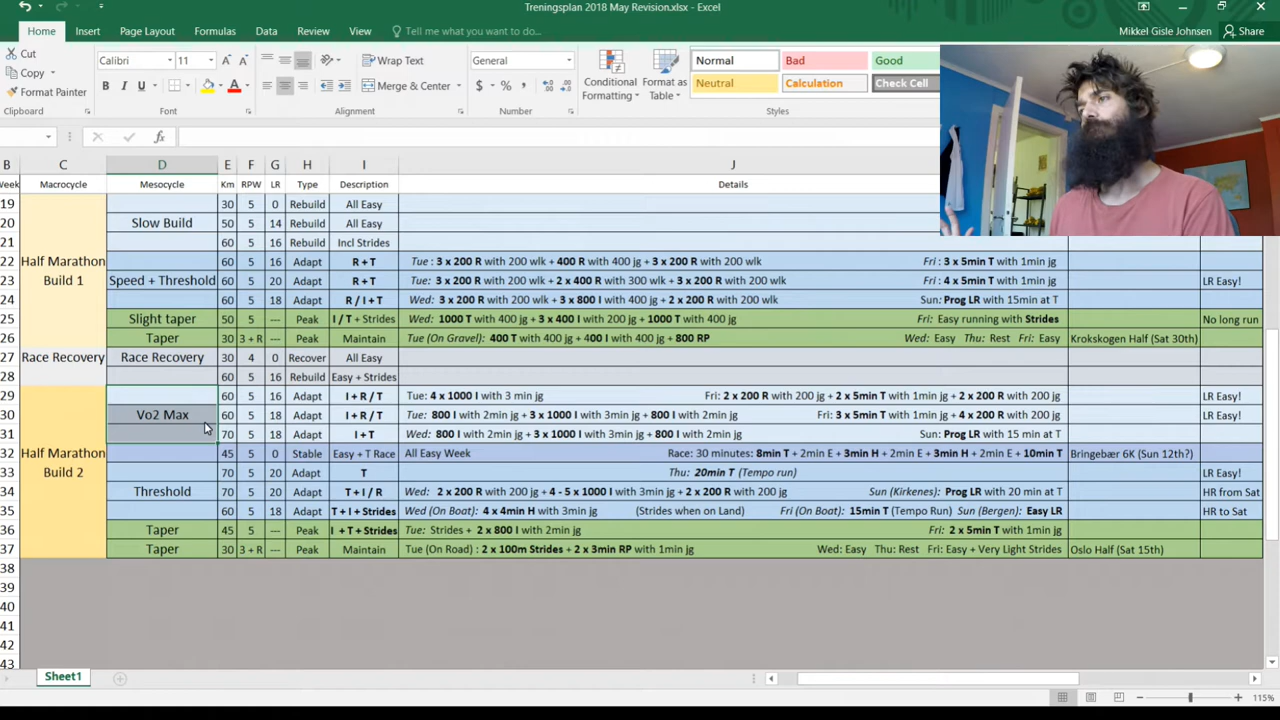 Treningsplan 2018 May Revision.xlsx - Excel
Home Insert Page Layout Formulas Data Review View Tell me what you want to do... Mikkel Gisle Johnsen Share
Cut
Copy
Format Painter
Clipboard
Calibri 11
B I U A
Font
Wrap Text
Merge & Center
Alignment
General
$ % ,
Number
Conditional Formatting
Format as Table
Normal Bad Good
Neutral Calculation Check Cell
Styles
fx
B C D E F G H I J
Week Macrocycle Mesocycle Km RPW LR Type Description Details
19 30 5 0 Rebuild All Easy
20 Slow Build 50 5 14 Rebuild All Easy
21 60 5 16 Rebuild Incl Strides
22 Half Marathon 60 5 16 Adapt R + T Tue : 3 x 200 R with 200 wlk + 400 R with 400 jg + 3 x 200 R with 200 wlk Fri : 3 x 5min T with 1min jg
23 Build 1 Speed + Threshold 60 5 20 Adapt R + T Tue: 3 x 200 R with 200 wlk + 2 x 400 R with 300 wlk + 3 x 200 R with 200 wlk Fri : 4 x 5min T with 1min jg LR Easy!
24 60 5 18 Adapt R / I + T Wed: 3 x 200 R with 200 wlk + 3 x 800 I with 400 jg + 2 x 200 R with 200 wlk Sun: Prog LR with 15min at T
25 Slight taper 50 5 --- Peak I / T + Strides Wed: 1000 T with 400 jg + 3 x 400 I with 200 jg + 1000 T with 400 jg Fri: Easy running with Strides No long run
26 Taper 30 3 + R --- Peak Maintain Tue (On Gravel): 400 T with 400 jg + 400 I with 400 jg + 800 RP Wed: Easy Thu: Rest Fri: Easy Krokskogen Half (Sat 30th)
27 Race Recovery Race Recovery 30 4 0 Recover All Easy
28 60 5 16 Rebuild Easy + Strides
29 60 5 16 Adapt I + R / T Tue: 4 x 1000 I with 3 min jg Fri: 2 x 200 R with 200 jg + 2 x 5min T with 1min jg + 2 x 200 R with 200 jg LR Easy!
30 Vo2 Max 60 5 18 Adapt I + R / T Tue: 800 I with 2min jg + 3 x 1000 I with 3min jg + 800 I with 2min jg Fri: 3 x 5min T with 1min jg + 4 x 200 R with 200 jg LR Easy!
31 70 5 18 Adapt I + T Wed: 800 I with 2min jg + 3 x 1000 I with 3min jg + 800 I with 2min jg Sun: Prog LR with 15 min at T
32 Half Marathon 45 5 0 Stable Easy + T Race All Easy Week Race: 30 minutes: 8min T + 2min E + 3min H + 2min E + 3min H + 2min E + 10min T Bringebær 6K (Sun 12th?)
33 Build 2 70 5 20 Adapt T Thu: 20min T (Tempo run) LR Easy!
34 Threshold 70 5 20 Adapt T + I / R Wed: 2 x 200 R with 200 jg + 4 - 5 x 1000 I with 3min jg + 2 x 200 R with 200 jg Sun (Kirkenes): Prog LR with 20 min at T HR from Sat
35 60 5 18 Adapt T + I + Strides Wed (On Boat): 4 x 4min H with 3min jg (Strides when on Land) Fri (On Boat): 15min T (Tempo Run) Sun (Bergen): Easy LR HR to Sat
36 Taper 45 5 --- Peak I + T + Strides Tue: Strides + 2 x 800 I with 2min jg Fri: 2 x 5min T with 1min jg
37 Taper 30 3 + R --- Peak Maintain Tue (On Road) : 2 x 100m Strides + 2 x 3min RP with 1min jg Wed: Easy Thu: Rest Fri: Easy + Very Light Strides Oslo Half (Sat 15th)
38
39
40
41
42
43
Sheet1
115%